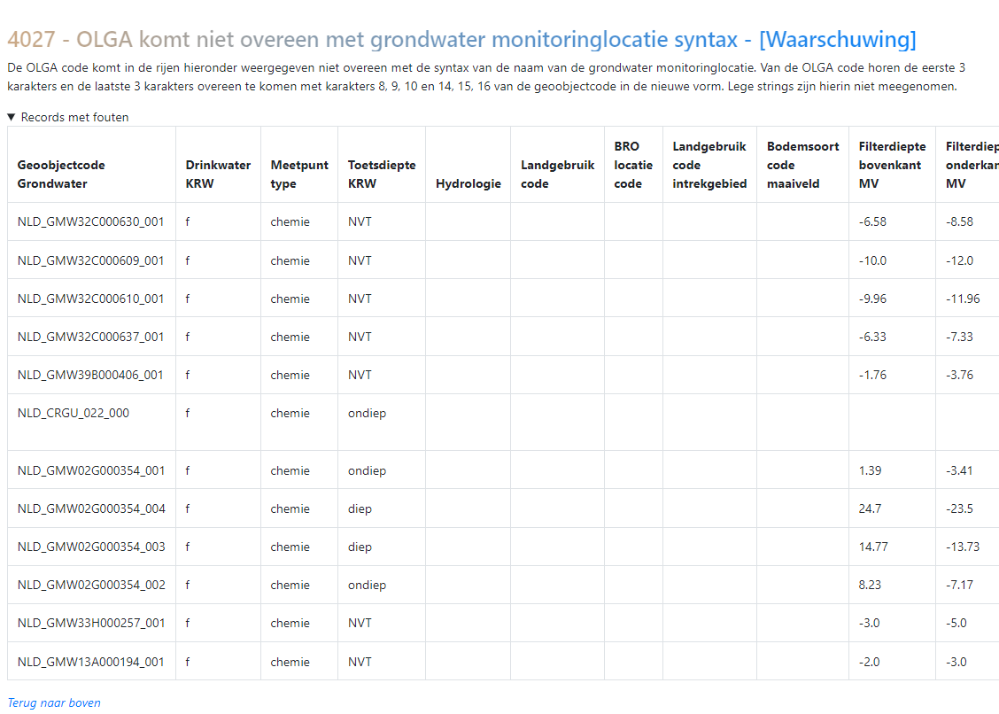 4027 - OLGA komt niet overeen met grondwater monitoringlocatie syntax - [Waarschuwing]
De OLGA code komt in de rijen hieronder weergegeven niet overeen met de syntax van de naam van de grondwater monitoringlocatie. Van de OLGA code horen de eerste 3
karakters en de laatste 3 karakters overeen te komen met karakters 8, 9, 10 en 14, 15, 16 van de geoobjectcode in de nieuwe vorm. Lege strings zijn hierin niet meegenomen.
▼ Records met fouten
Geoobjectcode Grondwater Drinkwater KRW Meetpunt type Toetsdiepte KRW Hydrologie Landgebruik code BRO locatie code Landgebruik code intrekgebied Bodemsoort code maaiveld Filterdiepte bovenkant MV Filterdiep onderkar MV
NLD_GMW32C000630_001 f chemie NVT -6.58 -8.58
NLD_GMW32C000609_001 f chemie NVT -10.0 -12.0
NLD_GMW32C000610_001 f chemie NVT -9.96 -11.96
NLD_GMW32C000637_001 f chemie NVT -6.33 -7.33
NLD_GMW39B000406_001 f chemie NVT -1.76 -3.76
NLD_CRGU_022_000 f chemie ondiep
NLD_GMW02G000354_001 f chemie ondiep 1.39 -3.41
NLD_GMW02G000354_004 f chemie diep 24.7 -23.5
NLD_GMW02G000354_003 f chemie diep 14.77 -13.73
NLD_GMW02G000354_002 f chemie ondiep 8.23 -7.17
NLD_GMW33H000257_001 f chemie NVT -3.0 -5.0
NLD_GMW13A000194_001 f chemie NVT -2.0 -3.0
Terug naar boven